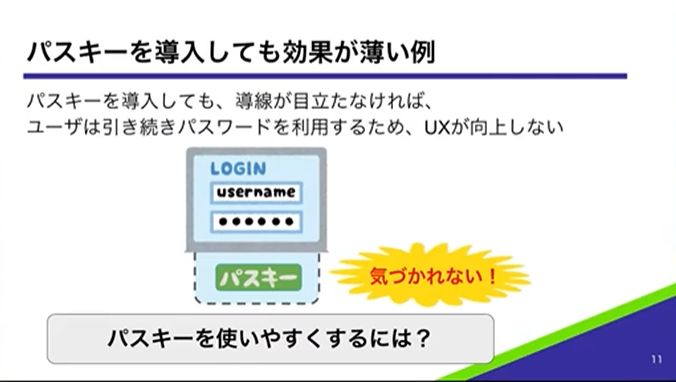 パスキーを導入しても効果が薄い例
パスキーを導入しても、導線が目立たなければ、
ユーザは引き続きパスワードを利用するため、UXが向上しない
LOGIN
username
●●●●●●
パスキー
気づかれない！
パスキーを使いやすくするには？
11